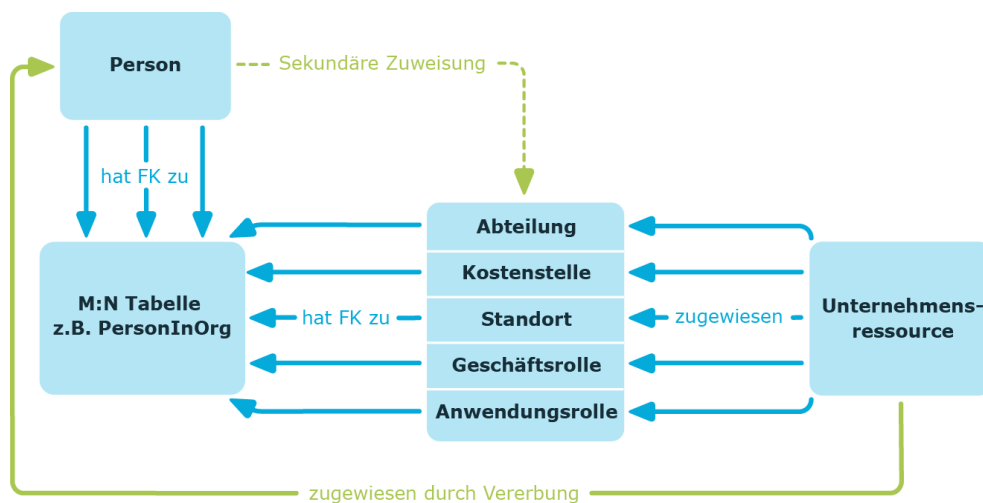 Person
Sekundäre Zuweisung
hat FK zu
Abteilung
Kostenstelle
M:N Tabelle
z.B. PersonInOrg
hat FK zu
Standort
zugewiesen
Unternehmens-
ressource
Geschäftsrolle
Anwendungsrolle
zugewiesen durch Vererbung